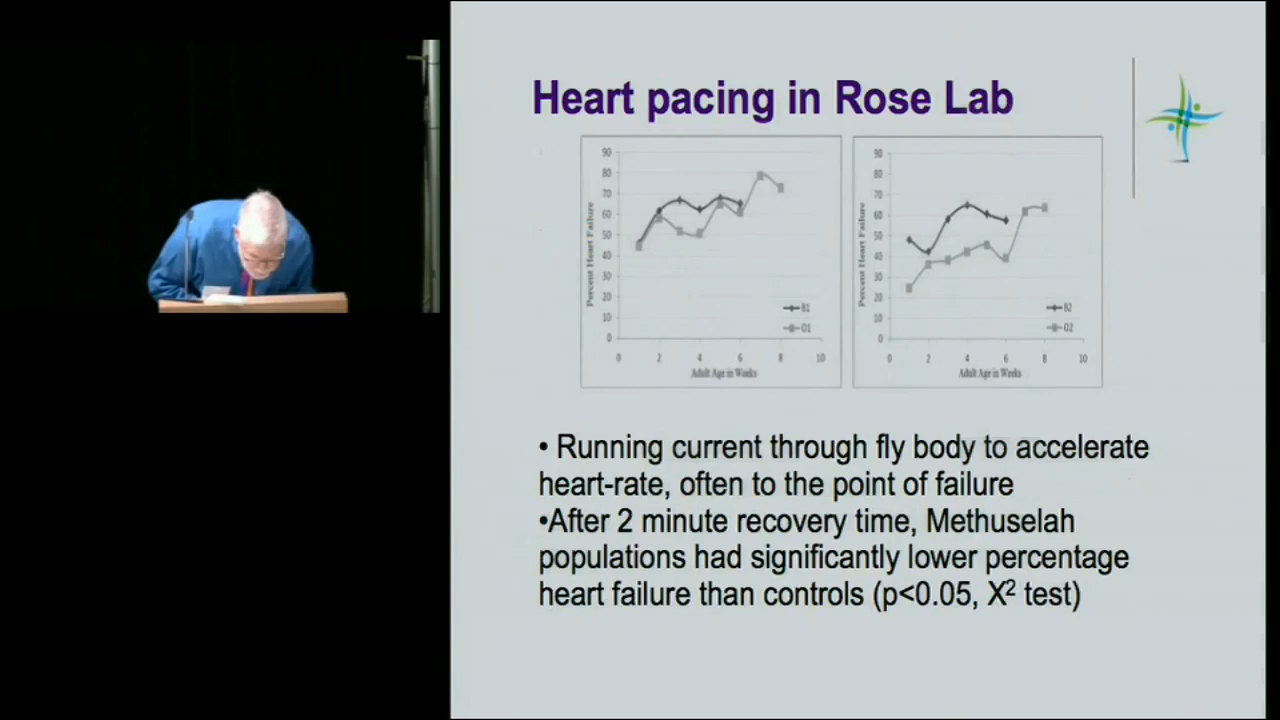 Heart pacing in Rose Lab
90
80
70
60
50
40
30
20
10
0
Percent Heart Failure
0 2 4 6 8 10
Adult Age in Weeks
B1
O1
90
80
70
60
50
40
30
20
10
0
Percent Heart Failure
0 2 4 6 8 10
Adult Age in Weeks
B2
O2
• Running current through fly body to accelerate
heart-rate, often to the point of failure
•After 2 minute recovery time, Methuselah
populations had significantly lower percentage
heart failure than controls (p<0.05, X² test)